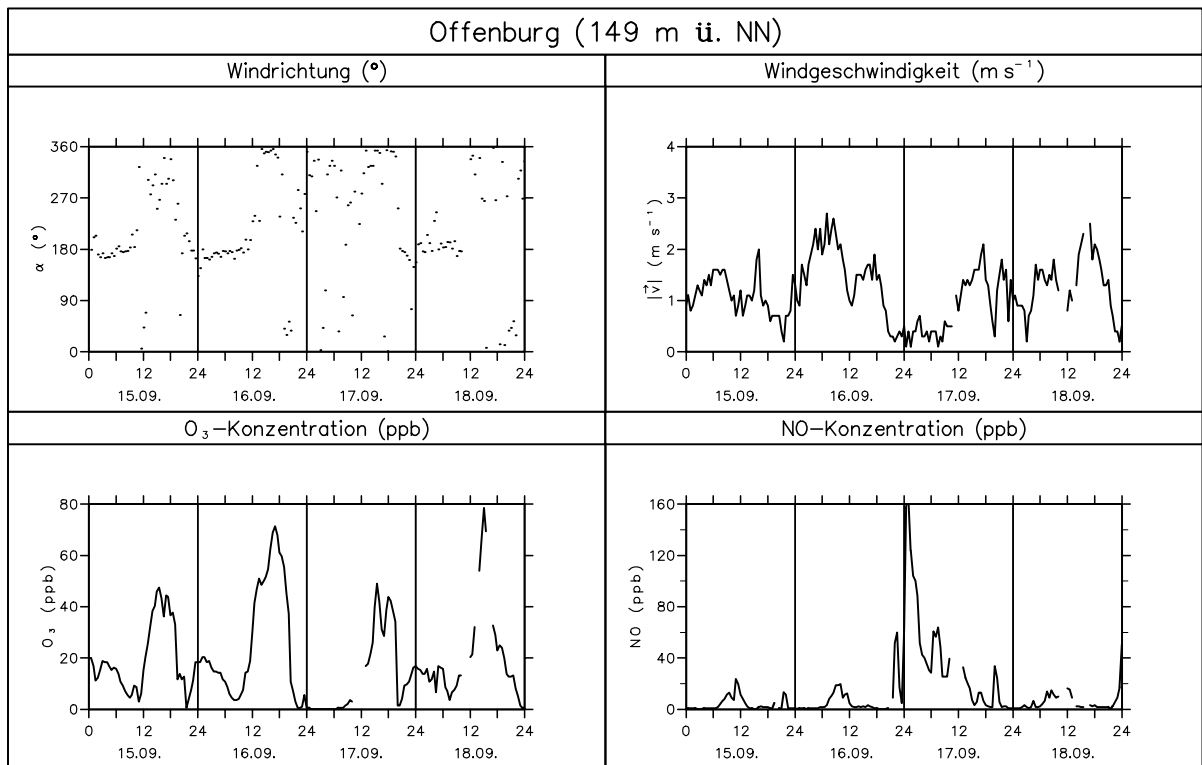 Offenburg (149 m ü. NN)
Windrichtung (°)
Windgeschwindigkeit (m s⁻¹)
360
270
180
90
0
α (°)
0 12 24 12 24 12 24 12 24
15.09. 16.09. 17.09. 18.09.
4
3
2
1
0
|v⃗| (m s⁻¹)
0 12 24 12 24 12 24 12 24
15.09. 16.09. 17.09. 18.09.
O₃-Konzentration (ppb)
NO-Konzentration (ppb)
80
60
40
20
0
O₃ (ppb)
0 12 24 12 24 12 24 12 24
15.09. 16.09. 17.09. 18.09.
160
120
80
40
0
NO (ppb)
0 12 24 12 24 12 24 12 24
15.09. 16.09. 17.09. 18.09.